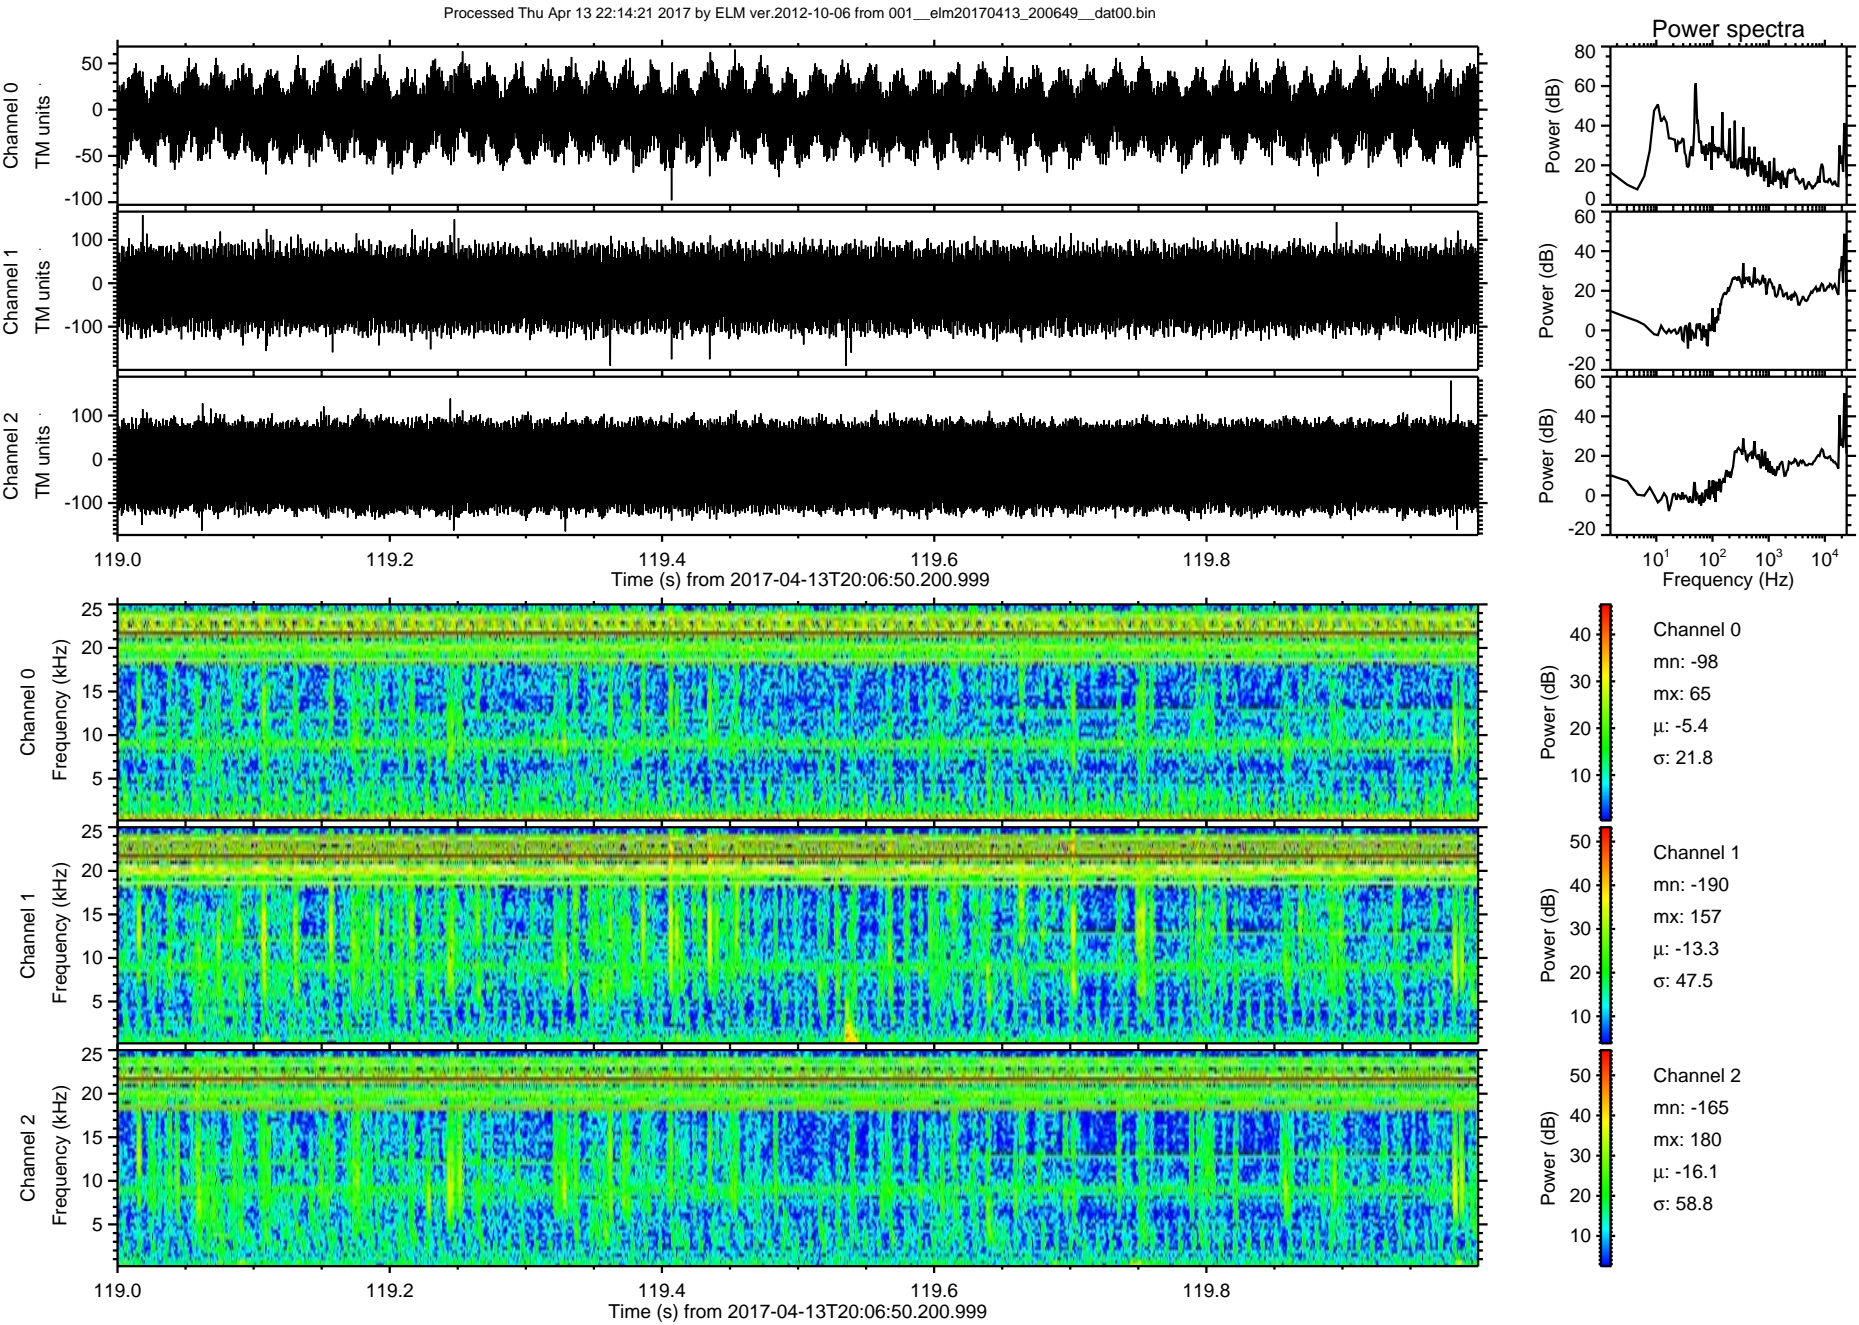 Processed Thu Apr 13 22:14:21 2017 by ELM ver.2012-10-06 from 001__elm20170413_200649__dat00.bin
Power spectra
Channel 0
TM units
50
0
-50
-100
Power (dB)
80
60
40
20
0
Channel 1
TM units
100
0
-100
Power (dB)
60
40
20
0
-20
Channel 2
TM units
100
0
-100
Power (dB)
60
40
20
0
-20
119.0 119.2 119.4 119.6 119.8
Time (s) from 2017-04-13T20:06:50.200.999
10¹ 10² 10³ 10⁴
Frequency (Hz)
Channel 0
Frequency (kHz)
25
20
15
10
5
Power (dB)
40
30
20
10
Channel 0
mn: -98
mx: 65
µ: -5.4
σ: 21.8
Channel 1
Frequency (kHz)
25
20
15
10
5
Power (dB)
50
40
30
20
10
Channel 1
mn: -190
mx: 157
µ: -13.3
σ: 47.5
Channel 2
Frequency (kHz)
25
20
15
10
5
Power (dB)
50
40
30
20
10
Channel 2
mn: -165
mx: 180
µ: -16.1
σ: 58.8
119.0 119.2 119.4 119.6 119.8
Time (s) from 2017-04-13T20:06:50.200.999